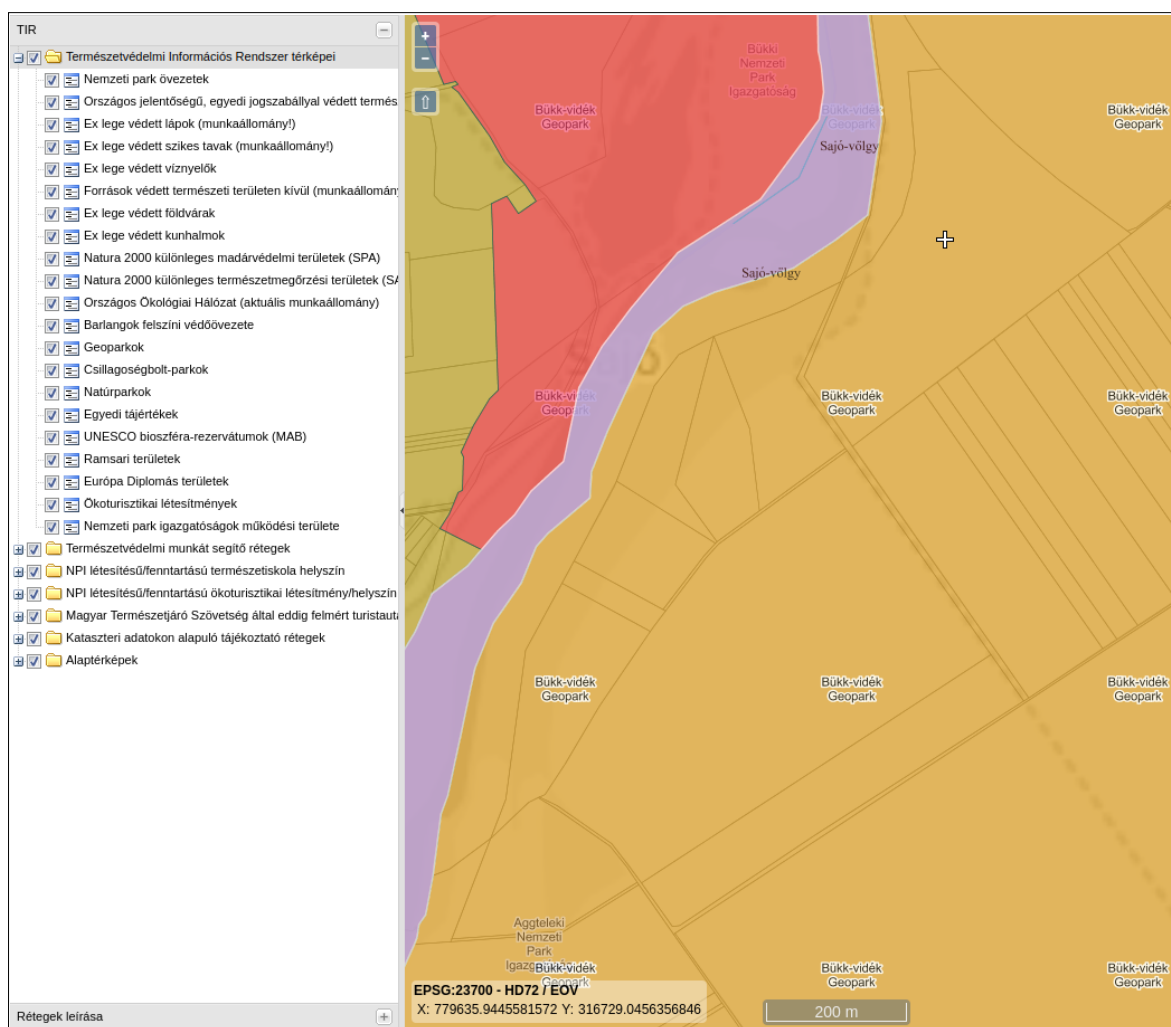 TIR
Természetvédelmi Információs Rendszer térképei
Nemzeti park övezetek
Országos jelentőségű, egyedi jogszabállyal védett termés
Ex lege védett lápok (munkaállomány!)
Ex lege védett szikes tavak (munkaállomány!)
Ex lege védett víznyelők
Források védett természeti területen kívül (munkaállomány
Ex lege védett földvárak
Ex lege védett kunhalmok
Natura 2000 különleges madárvédelmi területek (SPA)
Natura 2000 különleges természetmegőrzési területek (SA
Országos Ökológiai Hálózat (aktuális munkaállomány)
Barlangok felszíni védőövezete
Geoparkok
Csillagoségbolt-parkok
Natúrparkok
Egyedi tájértékek
UNESCO bioszféra-rezervátumok (MAB)
Ramsari területek
Európa Diplomás területek
Ökoturisztikai létesítmények
Nemzeti park igazgatóságok működési területe
Természetvédelmi munkát segítő rétegek
NPI létesítésű/fenntartású természetiskola helyszín
NPI létesítésű/fenntartású ökoturisztikai létesítmény/helyszín
Magyar Természetjáró Szövetség által eddig felmért turistauta
Kataszteri adatokon alapuló tájékoztató rétegek
Alaptérképek
Rétegek leírása
+
−
⇧
Bükki
Nemzeti
Park
Igazgatóság
Bükk-vidék
Geopark
Bükk-vidék
Geopark
Bükk-vidék
Geopark
Sajó-völgy
Sajó-völgy
Bükk-vidék
Geopark
Bükk-vidék
Geopark
Bükk-vidék
Geopark
Bükk-vidék
Geopark
Bükk-vidék
Geopark
Bükk-vidék
Geopark
Aggteleki
Nemzeti
Park
Bükk-vidék
Geopark
Bükk-vidék
Geopark
Bükk-vidék
Geopark
EPSG:23700 - HD72 / EOV
X: 779635.9445581572 Y: 316729.0456356846
200 m